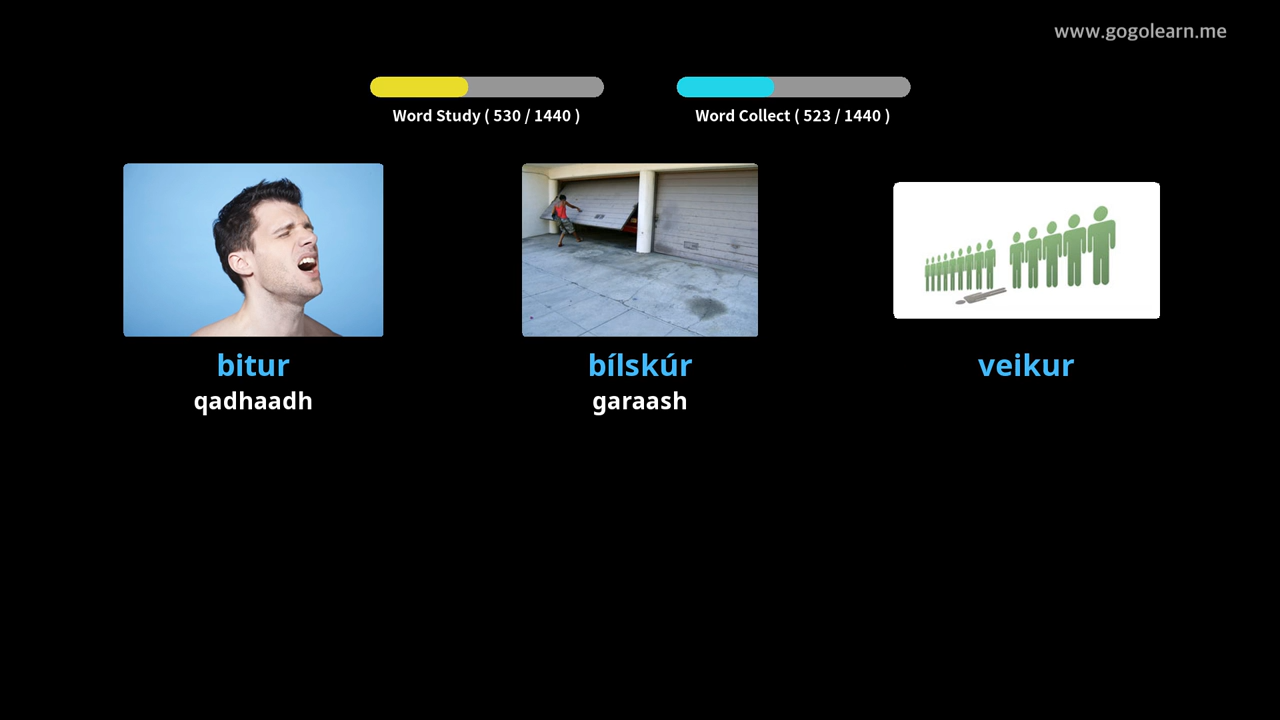 www.gogolearn.me
Word Study ( 530 / 1440 )
Word Collect ( 523 / 1440 )
bitur
qadhaadh
bílskúr
garaash
veikur